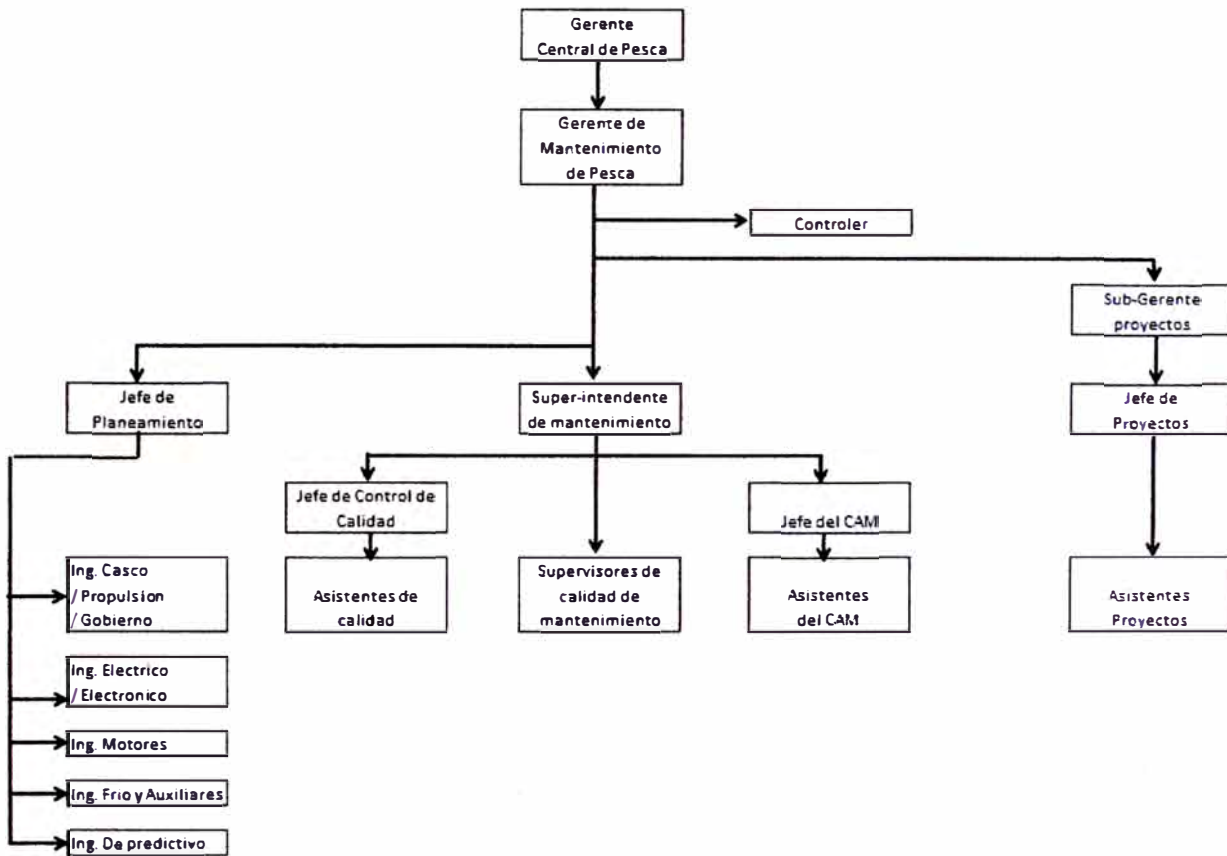 Gerente
Central de Pesca
Gerente de
Mantenimiento
de Pesca
Controler
Sub-Gerente
proyectos
Jefe de
Planeamiento
Super-intendente
de mantenimiento
Jefe de
Proyectos
Jefe de Control de
Calidad
Jefe del CAM
Ing. Casco
/ Propulsion
/ Gobierno
Asistentes de
calidad
Supervisores de
calidad de
mantenimiento
Asistentes
del CAM
Asistentes
Proyectos
Ing. Electrico
/ Electronico
Ing. Motores
Ing. Frio y Auxiliares
Ing. De predictivo